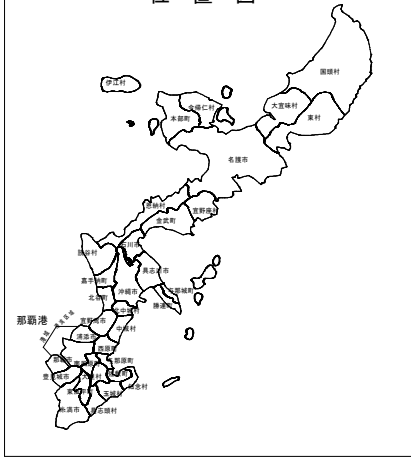 位 置 図
国頭村
伊江村
今帰仁村
大宜味村
本部町
東村
名護市
恩納村
宜野座村
金武町
石川市
読谷村
具志川市
嘉手納町
与那城町
沖縄市
北谷町
勝連町
北中城村
那覇港
宜野湾市
中城村
浦添市
西原町
那覇市
南風原町
豊見城市
大里村
知念村
玉城村
糸満市
具志頭村